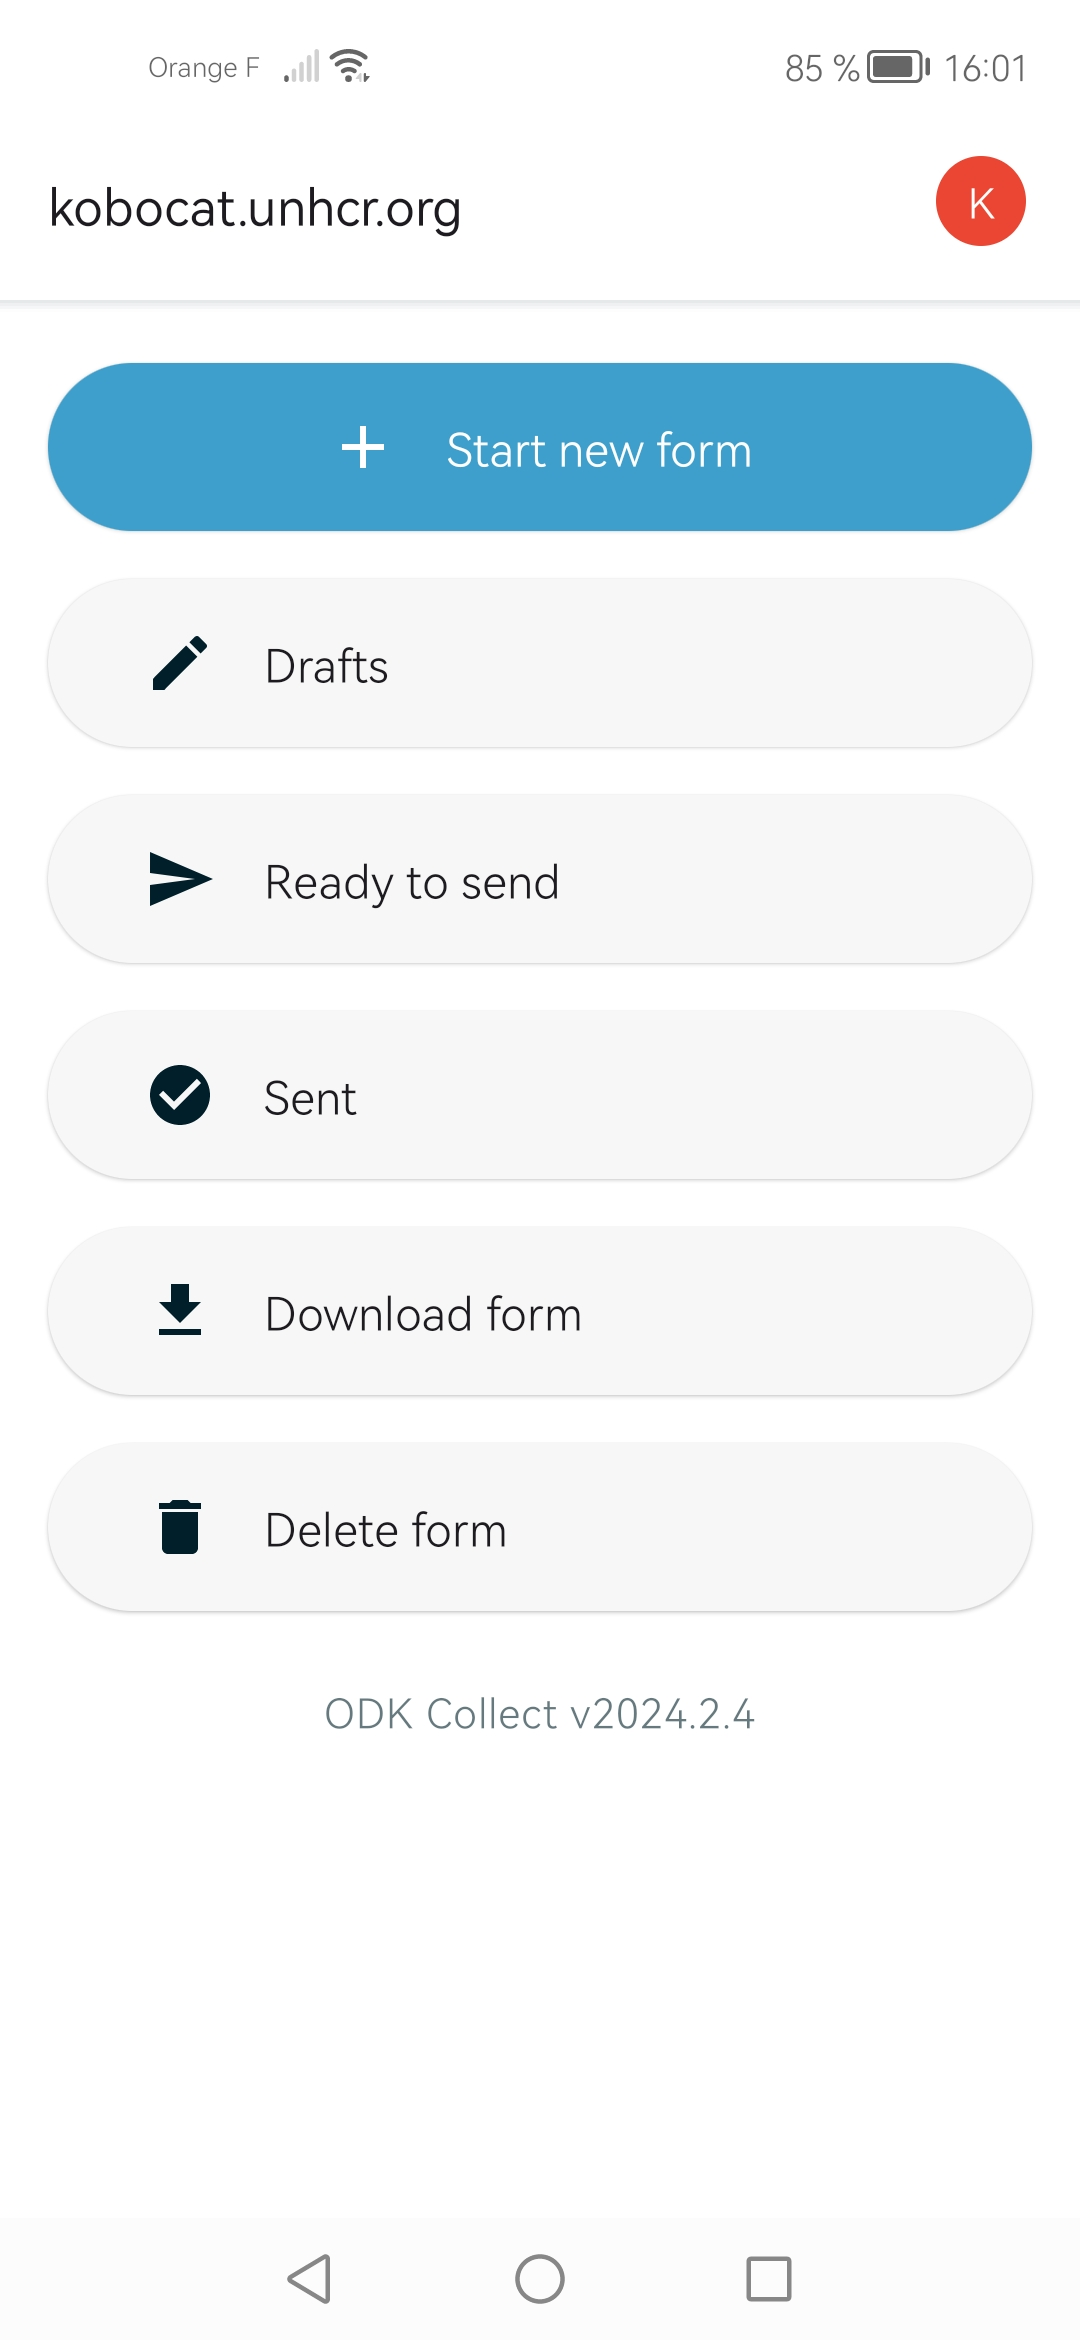 Orange F 85 % 16:01
kobocat.unhcr.org K
Start new form
Drafts
Ready to send
Sent
Download form
Delete form
ODK Collect v2024.2.4